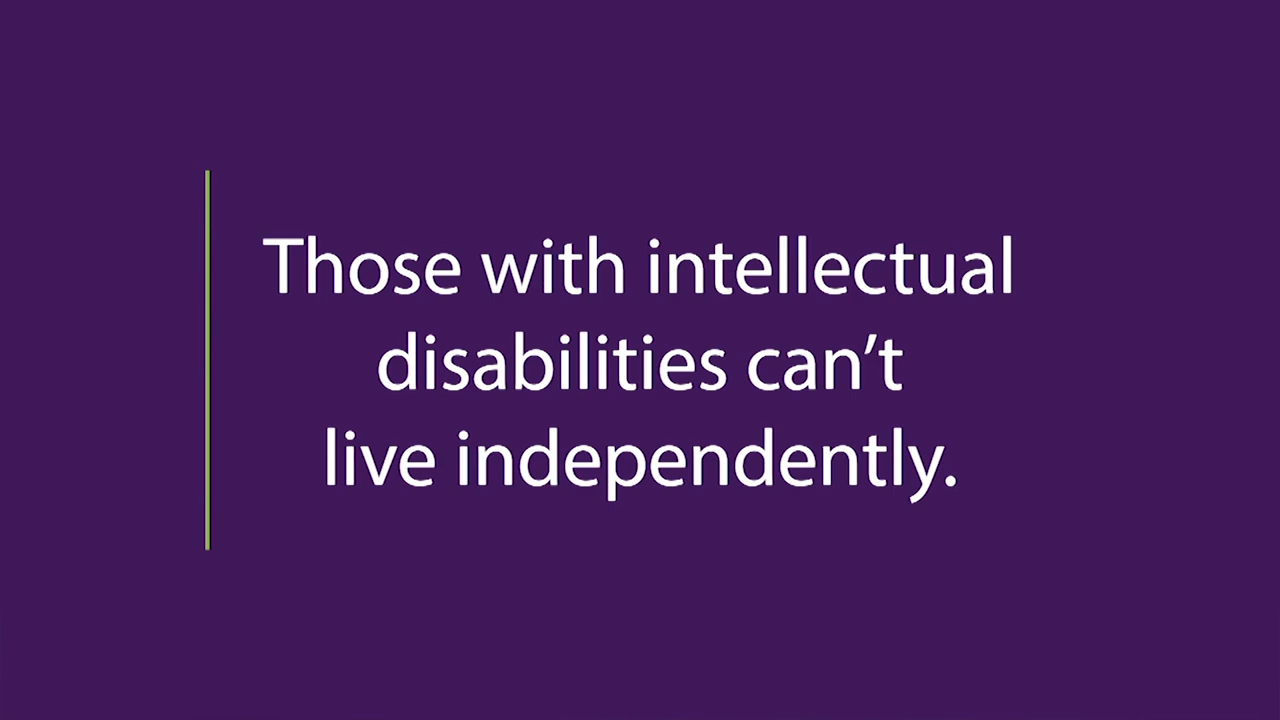 Those with intellectual
disabilities can’t
live independently.